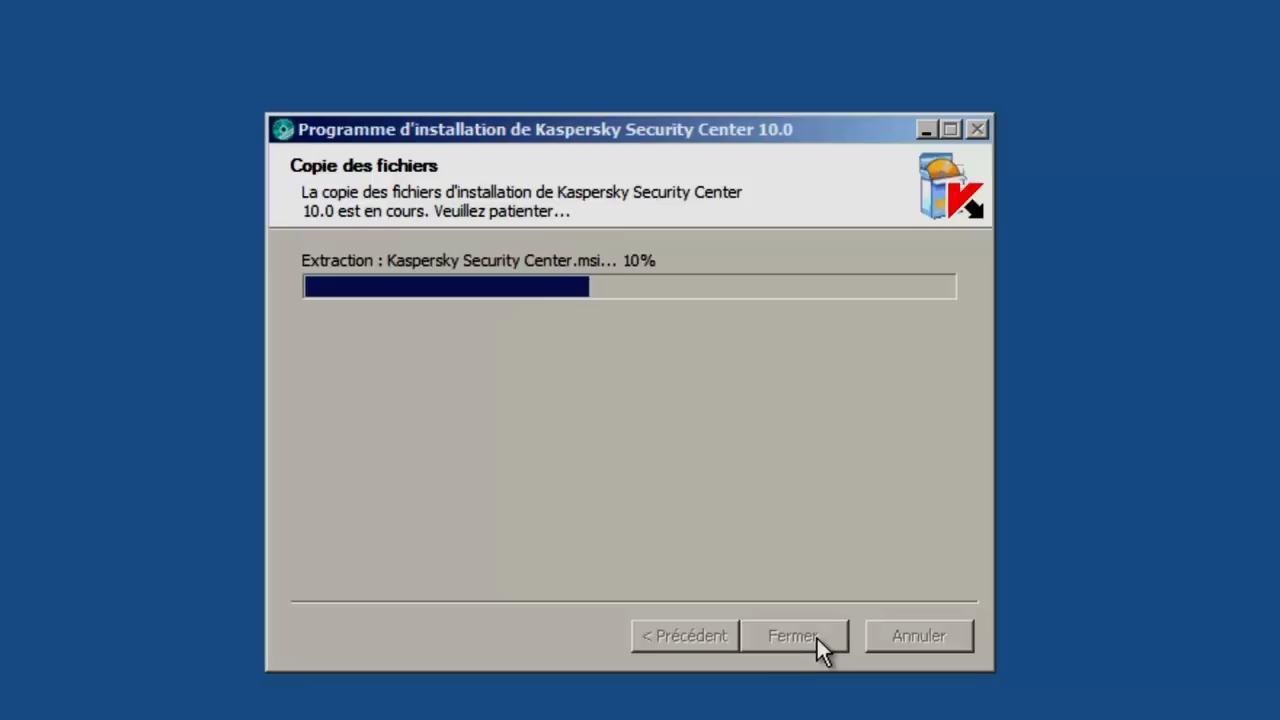 Programme d'installation de Kaspersky Security Center 10.0
Copie des fichiers
La copie des fichiers d'installation de Kaspersky Security Center
10.0 est en cours. Veuillez patienter...
Extraction : Kaspersky Security Center.msi... 10%
< Précédent
Fermer
Annuler